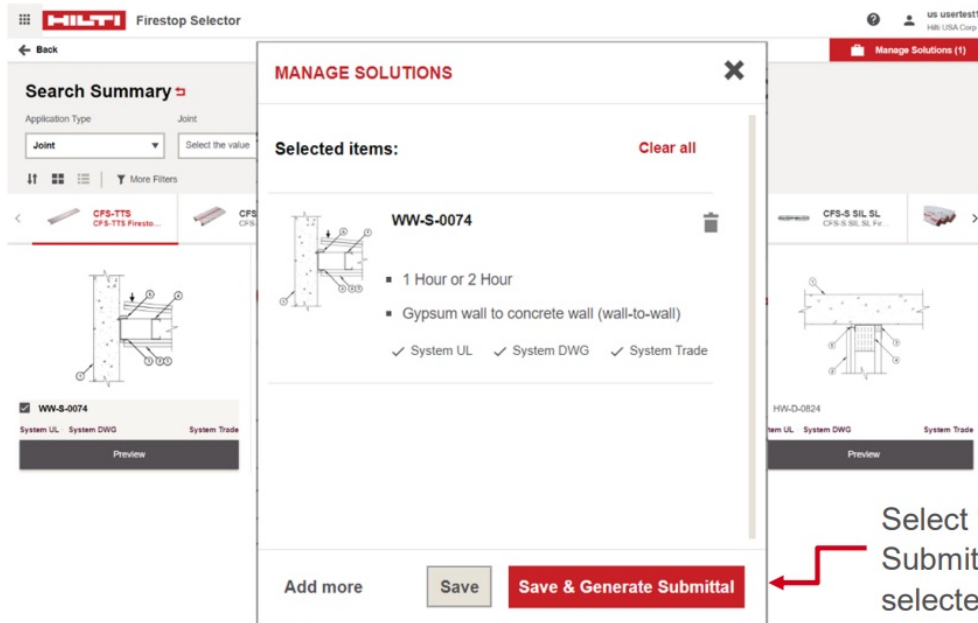 HILTI Firestop Selector
us usertest1
Hilti USA Corp
Back
Manage Solutions (1)
Search Summary
Application Type Joint
Joint Select the value
More Filters
CFS-TTS
CFS-TTS Firesto...
CFS
CFS-
CFS-S SIL SL
CFS-S SIL SL Fir...
WW-S-0074
System UL System DWG System Trade
Preview
MANAGE SOLUTIONS
Selected items: Clear all
WW-S-0074
1 Hour or 2 Hour
Gypsum wall to concrete wall (wall-to-wall)
System UL System DWG System Trade
Add more Save Save & Generate Submittal
HW-D-0824
tem UL System DWG System Trade
Preview
Select
Submit
selecte